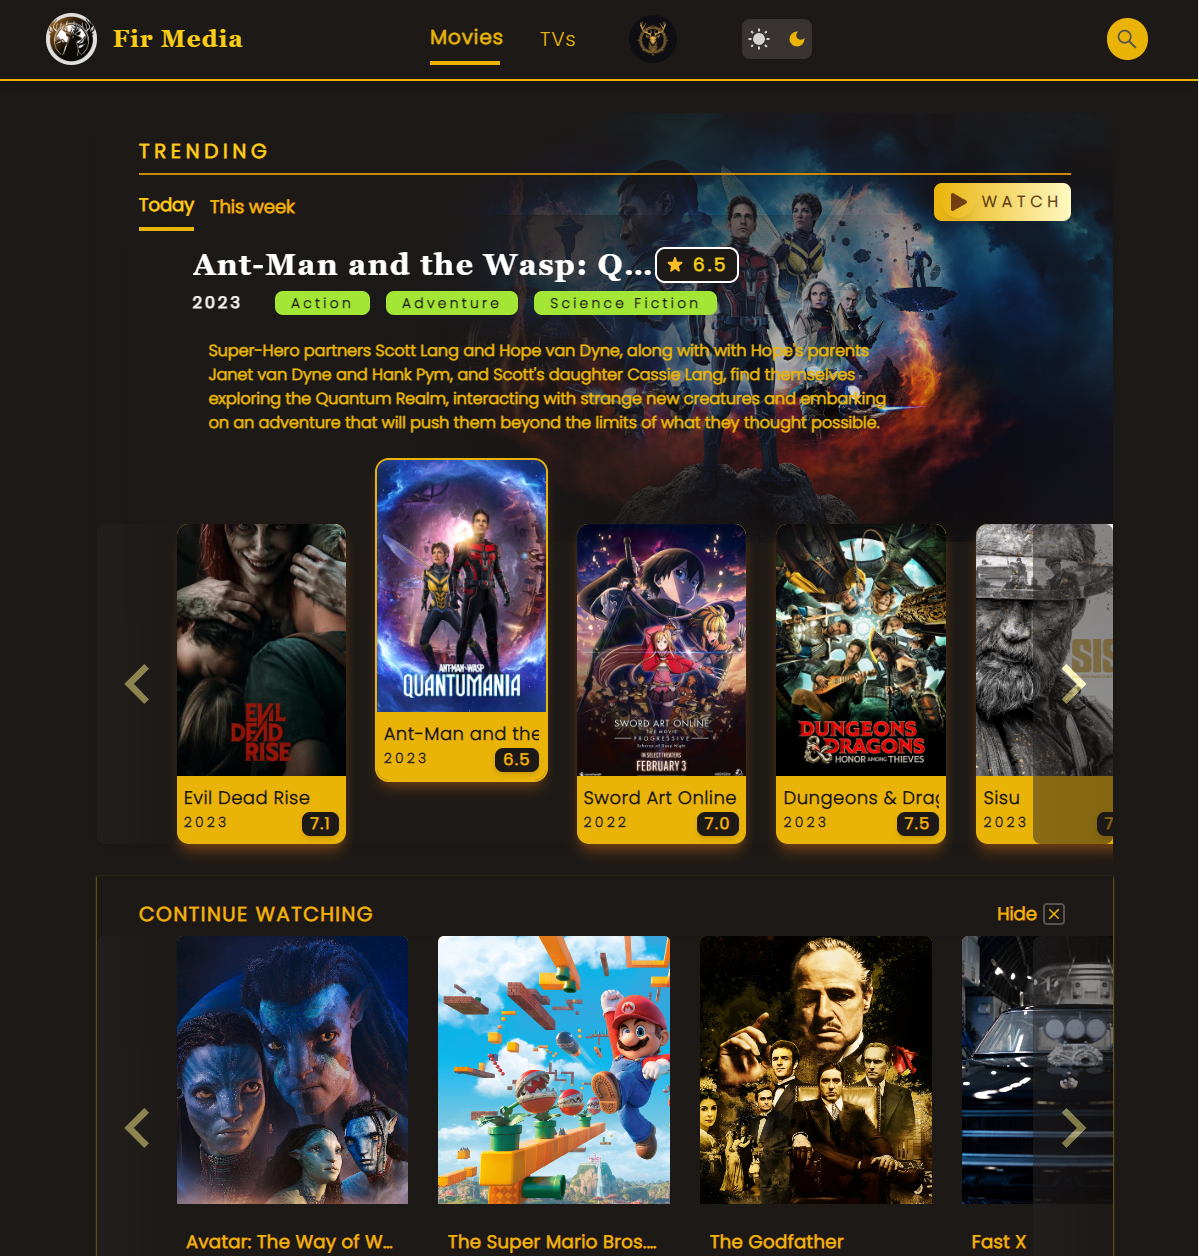 Fir Media
Movies
TVs
TRENDING
Today
This week
WATCH
Ant-Man and the Wasp: Q...
6.5
2023
Action
Adventure
Science Fiction
Super-Hero partners Scott Lang and Hope van Dyne, along with with Hope's parents
Janet van Dyne and Hank Pym, and Scott's daughter Cassie Lang, find themselves
exploring the Quantum Realm, interacting with strange new creatures and embarking
on an adventure that will push them beyond the limits of what they thought possible.
EVIL
DEAD
RISE
Evil Dead Rise
2023
7.1
ANT-MAN AND THE WASP
QUANTUMANIA
Ant-Man and the
2023
6.5
SWORD ART ONLINE
THE MOVIE
PROGRESSIVE
Scherzo of Deep Night
IN SELECT THEATERS
FEBRUARY 3
Sword Art Online
2022
7.0
DUNGEONS
& DRAGONS
HONOR AMONG THIEVES
Dungeons & Drag
2023
7.5
SIS
Sisu
2023
7
CONTINUE WATCHING
Hide
Avatar: The Way of W...
The Super Mario Bros....
The Godfather
Fast X